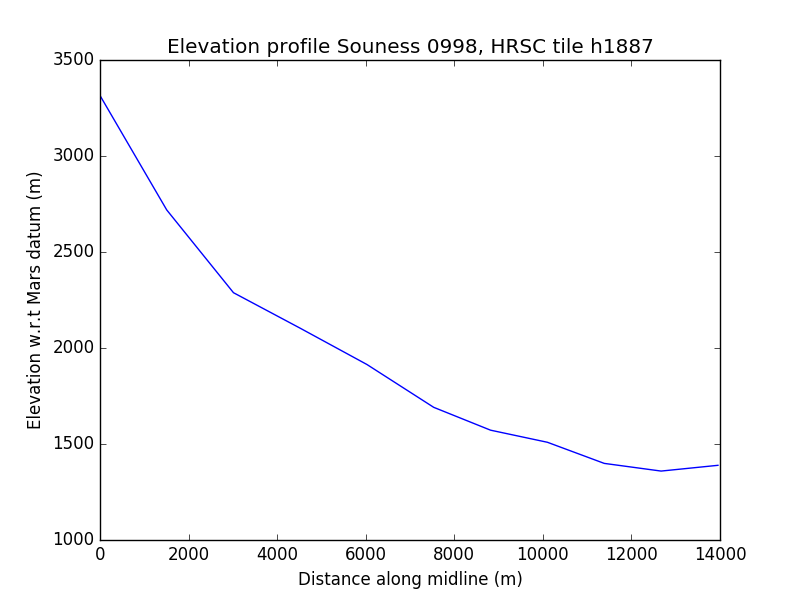 Elevation profile Souness 0998, HRSC tile h1887
3500
3000
2500
2000
1500
1000
Elevation w.r.t Mars datum (m)
0 2000 4000 6000 8000 10000 12000 14000
Distance along midline (m)